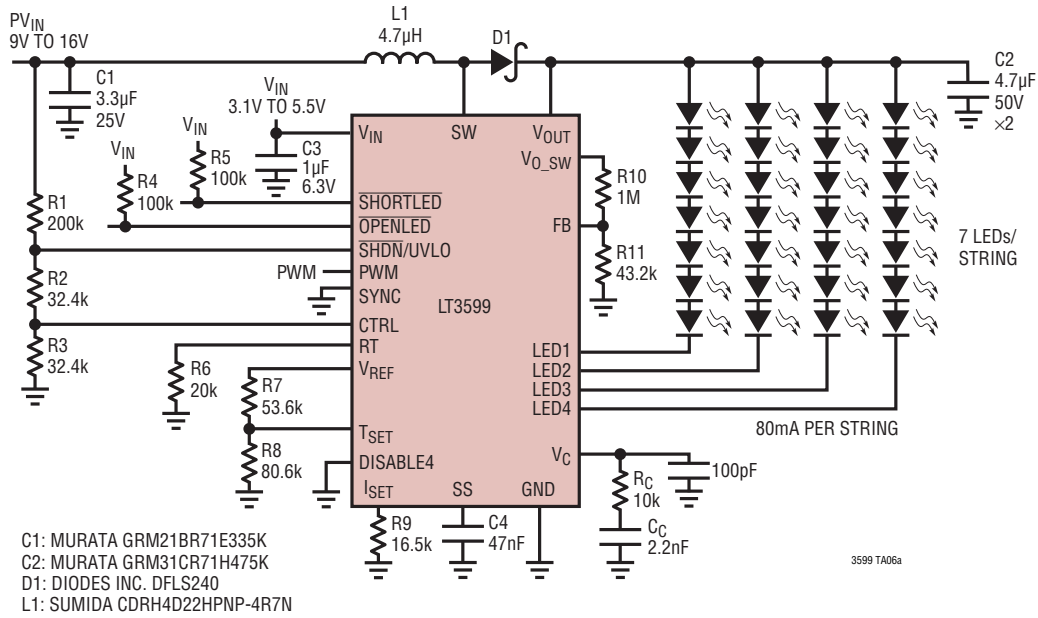 PVIN
9V TO 16V
L1
4.7µH
D1
C1
3.3µF
25V
C2
4.7µF
50V
×2
VIN
3.1V TO 5.5V
C3
1µF
6.3V
VIN
R5
100k
VIN
R4
100k
R1
200k
R2
32.4k
R3
32.4k
VIN
SW
VOUT
VO_SW
FB
R10
1M
R11
43.2k
SHORTLED
OPENLED
SHDN/UVLO
PWM
PWM
SYNC
LT3599
CTRL
RT
VREF
R6
20k
R7
53.6k
R8
80.6k
TSET
DISABLE4
ISET
SS
GND
LED1
LED2
LED3
LED4
VC
7 LEDs/
STRING
80mA PER STRING
100pF
RC
10k
CC
2.2nF
R9
16.5k
C4
47nF
C1: MURATA GRM21BR71E335K
C2: MURATA GRM31CR71H475K
D1: DIODES INC. DFLS240
L1: SUMIDA CDRH4D22HPNP-4R7N
3599 TA06a